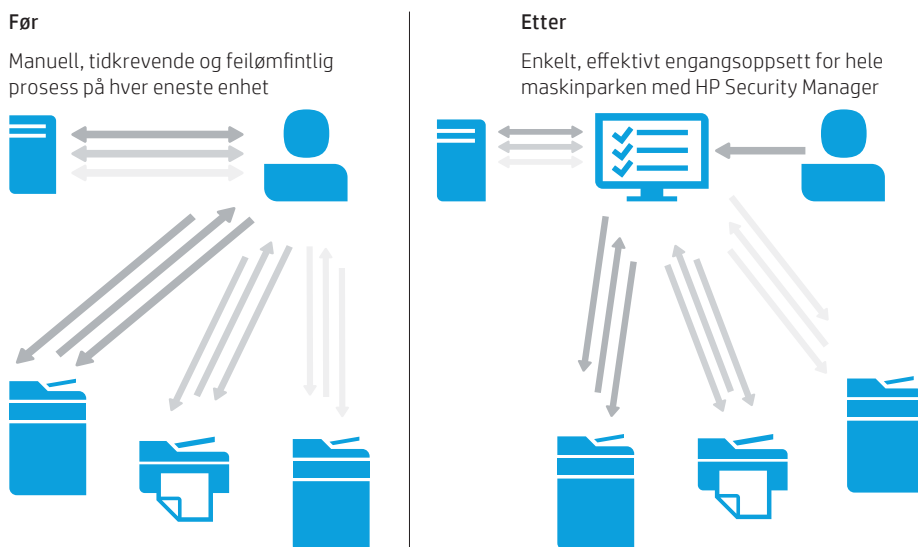 Før
Manuell, tidkrevende og feilømfintlig
prosess på hver eneste enhet
Etter
Enkelt, effektivt engangsoppsett for hele
maskinparken med HP Security Manager